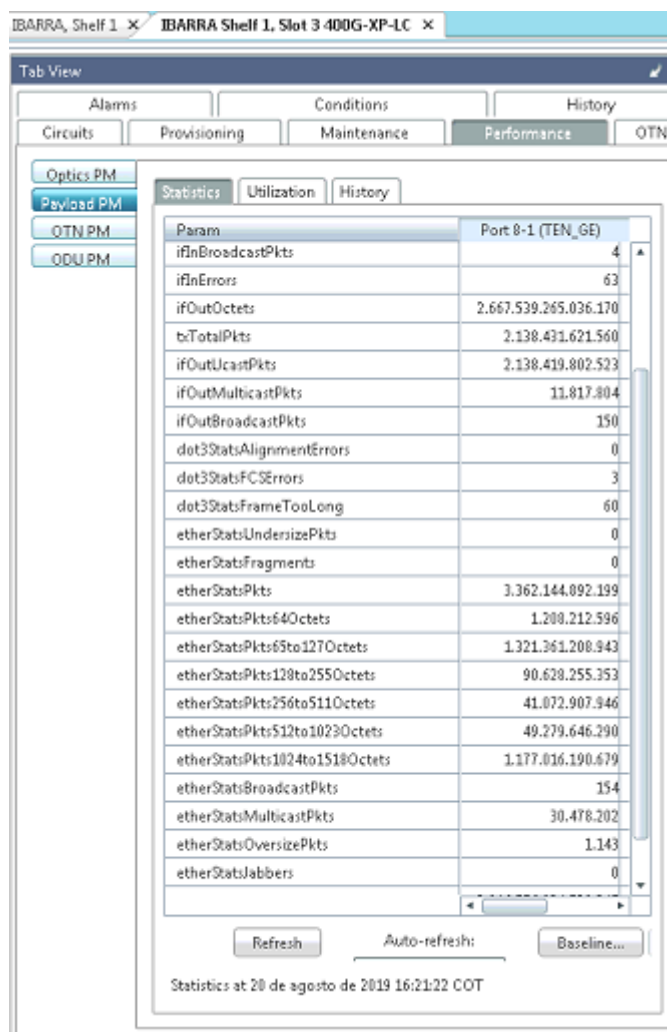 IBARRA, Shelf 1 X IBARRA Shelf 1, Slot 3 400G-XP-LC X
Tab View
Alarms Conditions History
Circuits Provisioning Maintenance Performance OTN
Optics PM
Payload PM
OTN PM
ODU PM
Statistics Utilization History
Param Port 8-1 (TEN_GE)
ifInBroadcastPkts 4
ifInErrors 63
ifOutOctets 2.667.539.265.036.170
txTotalPkts 2.138.431.621.560
ifOutUcastPkts 2.138.419.802.523
ifOutMulticastPkts 11.817.804
ifOutBroadcastPkts 150
dot3StatsAlignmentErrors 0
dot3StatsFCSErrors 3
dot3StatsFrameTooLong 60
etherStatsUndersizePkts 0
etherStatsFragments 0
etherStatsPkts 3.362.144.892.199
etherStatsPkts64Octets 1.208.212.596
etherStatsPkts65to127Octets 1.321.361.208.943
etherStatsPkts128to255Octets 90.628.255.353
etherStatsPkts256to511Octets 41.072.907.946
etherStatsPkts512to1023Octets 49.279.646.290
etherStatsPkts1024to1518Octets 1.177.016.190.679
etherStatsBroadcastPkts 154
etherStatsMulticastPkts 30.478.202
etherStatsOversizePkts 1.143
etherStatsJabbers 0
Refresh Auto-refresh: Baseline...
Statistics at 20 de agosto de 2019 16:21:22 COT